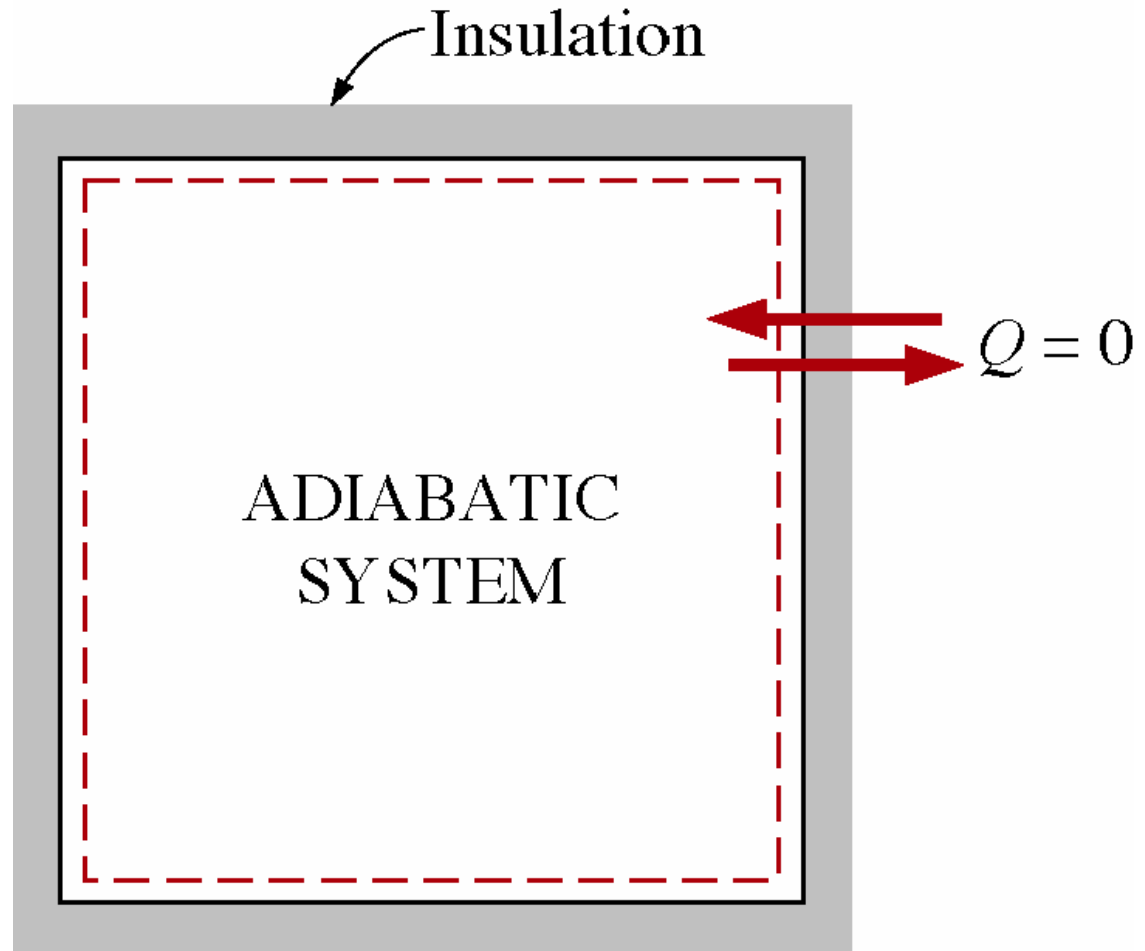 Insulation
Q = 0
ADIABATIC
SYSTEM